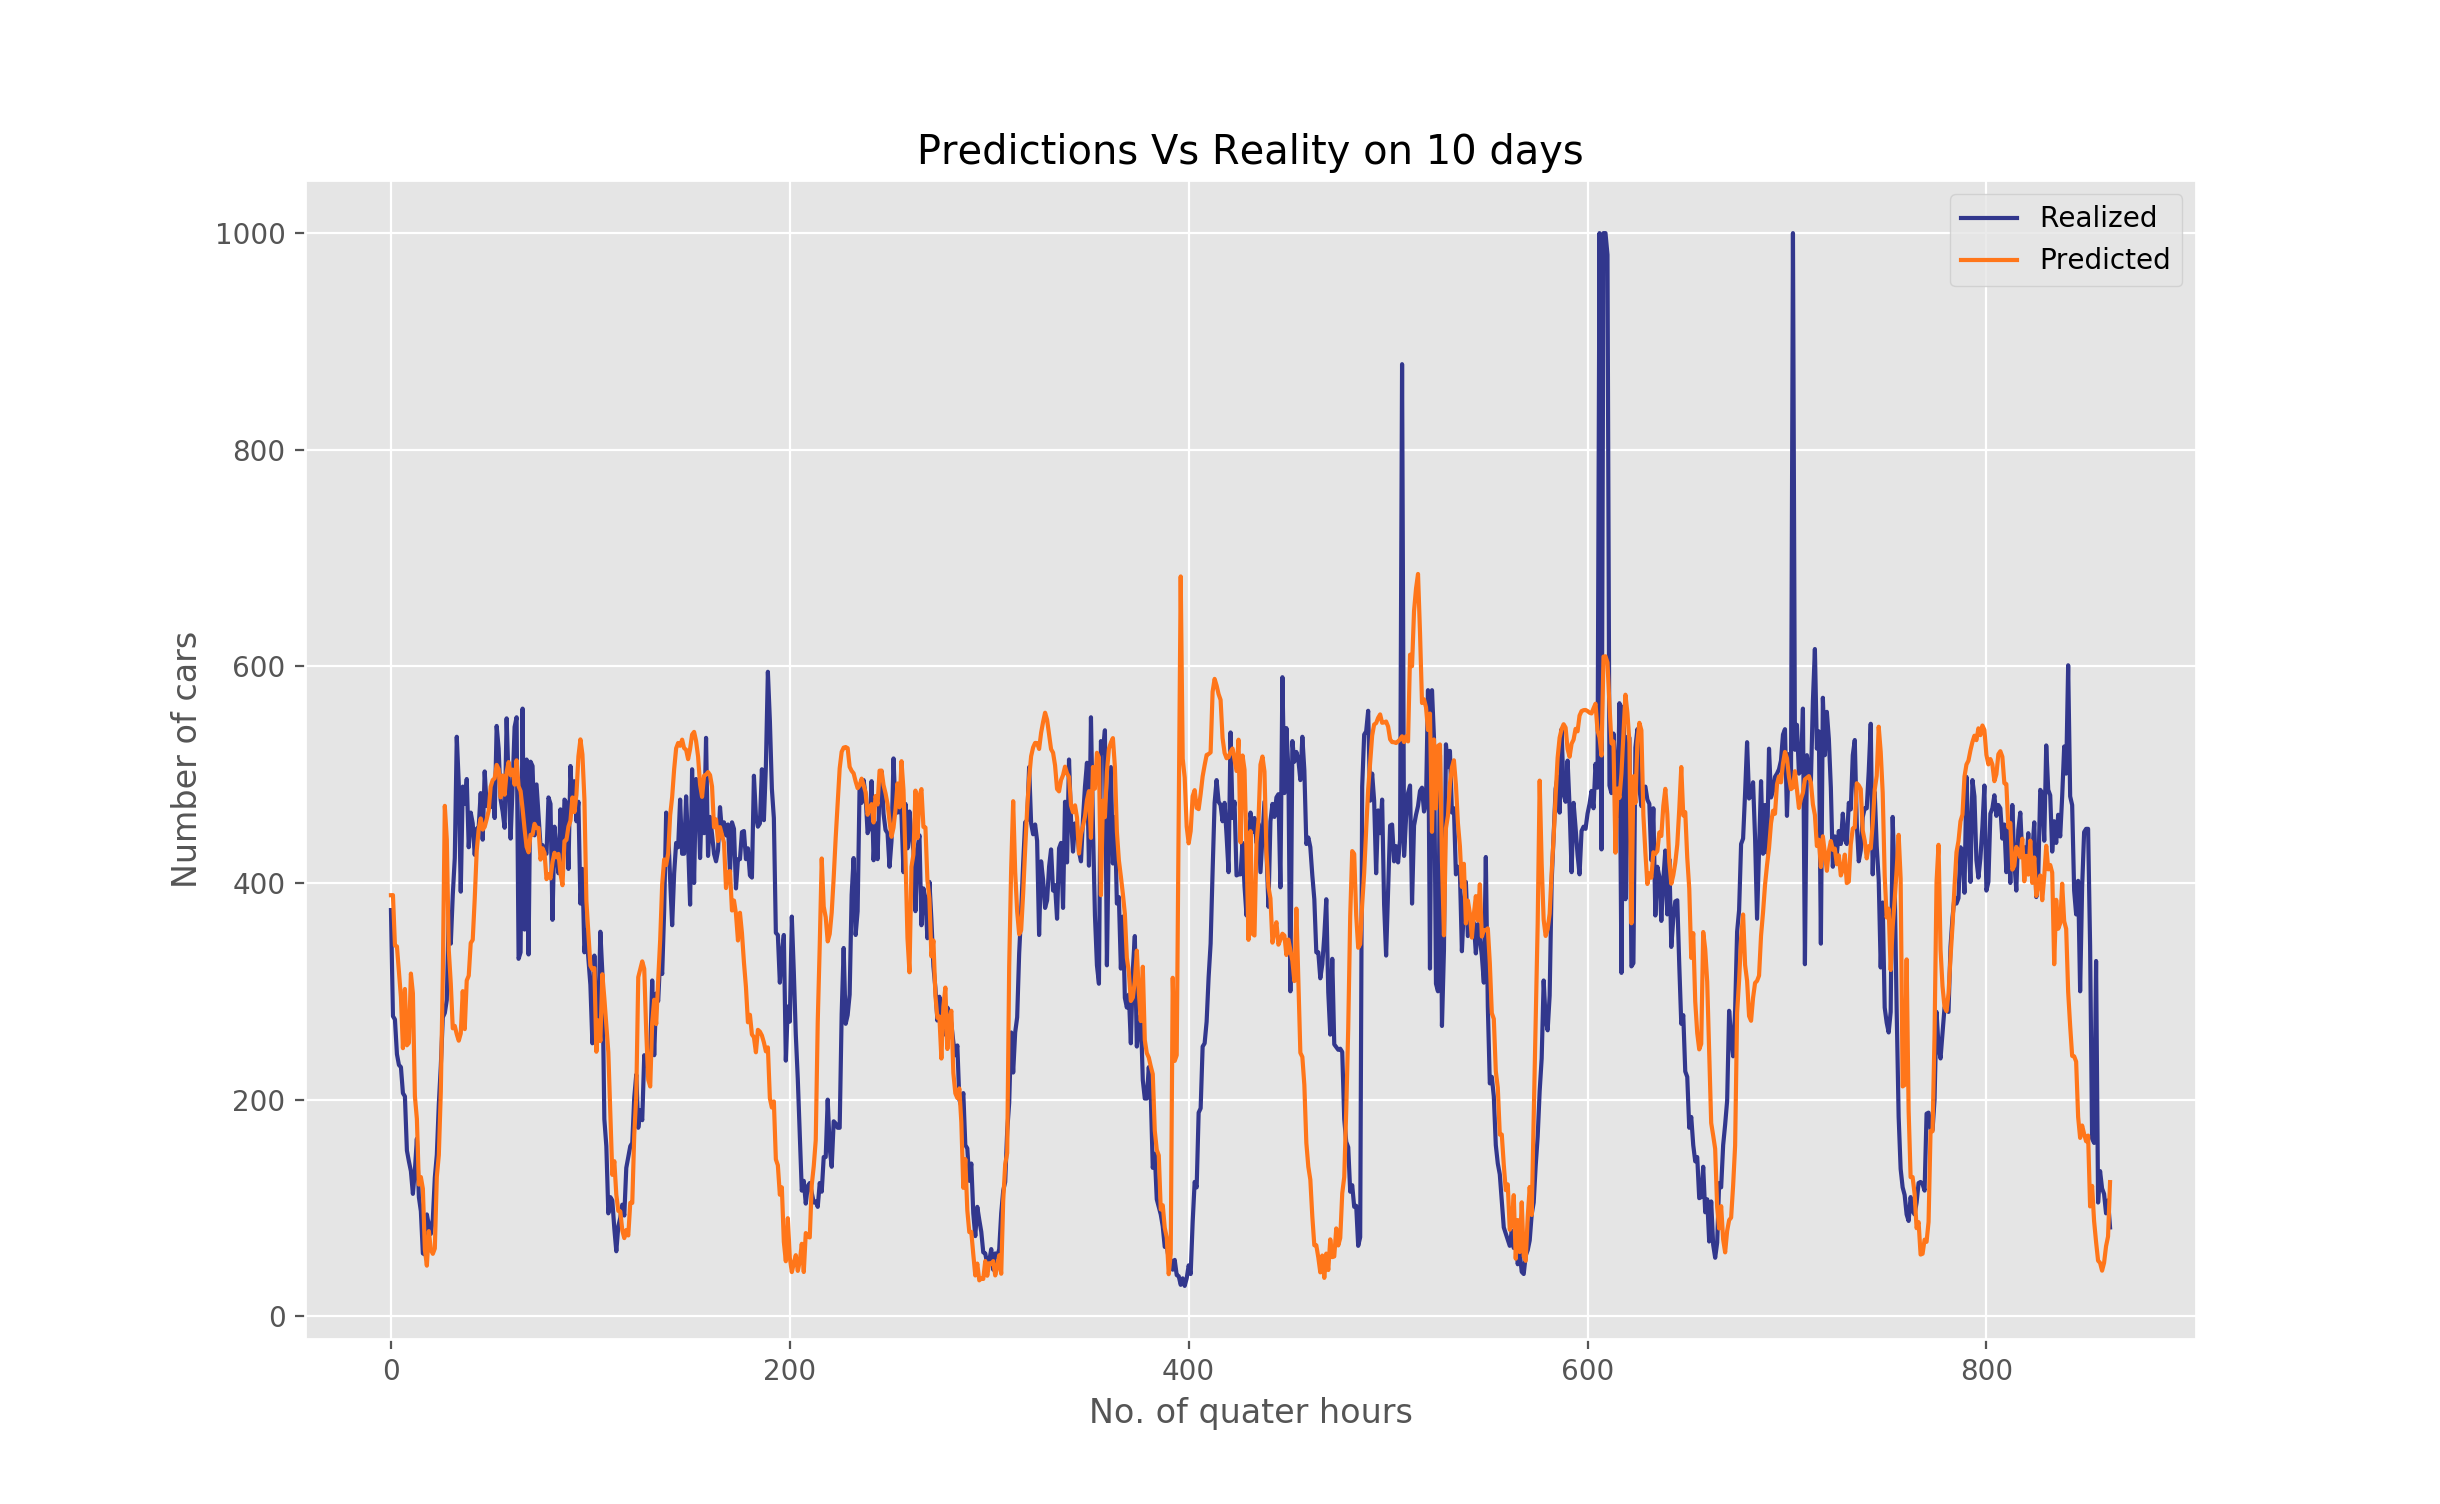 Predictions Vs Reality on 10 days
Realized
Predicted
1000
800
600
400
200
0
Number of cars
0 200 400 600 800
No. of quater hours